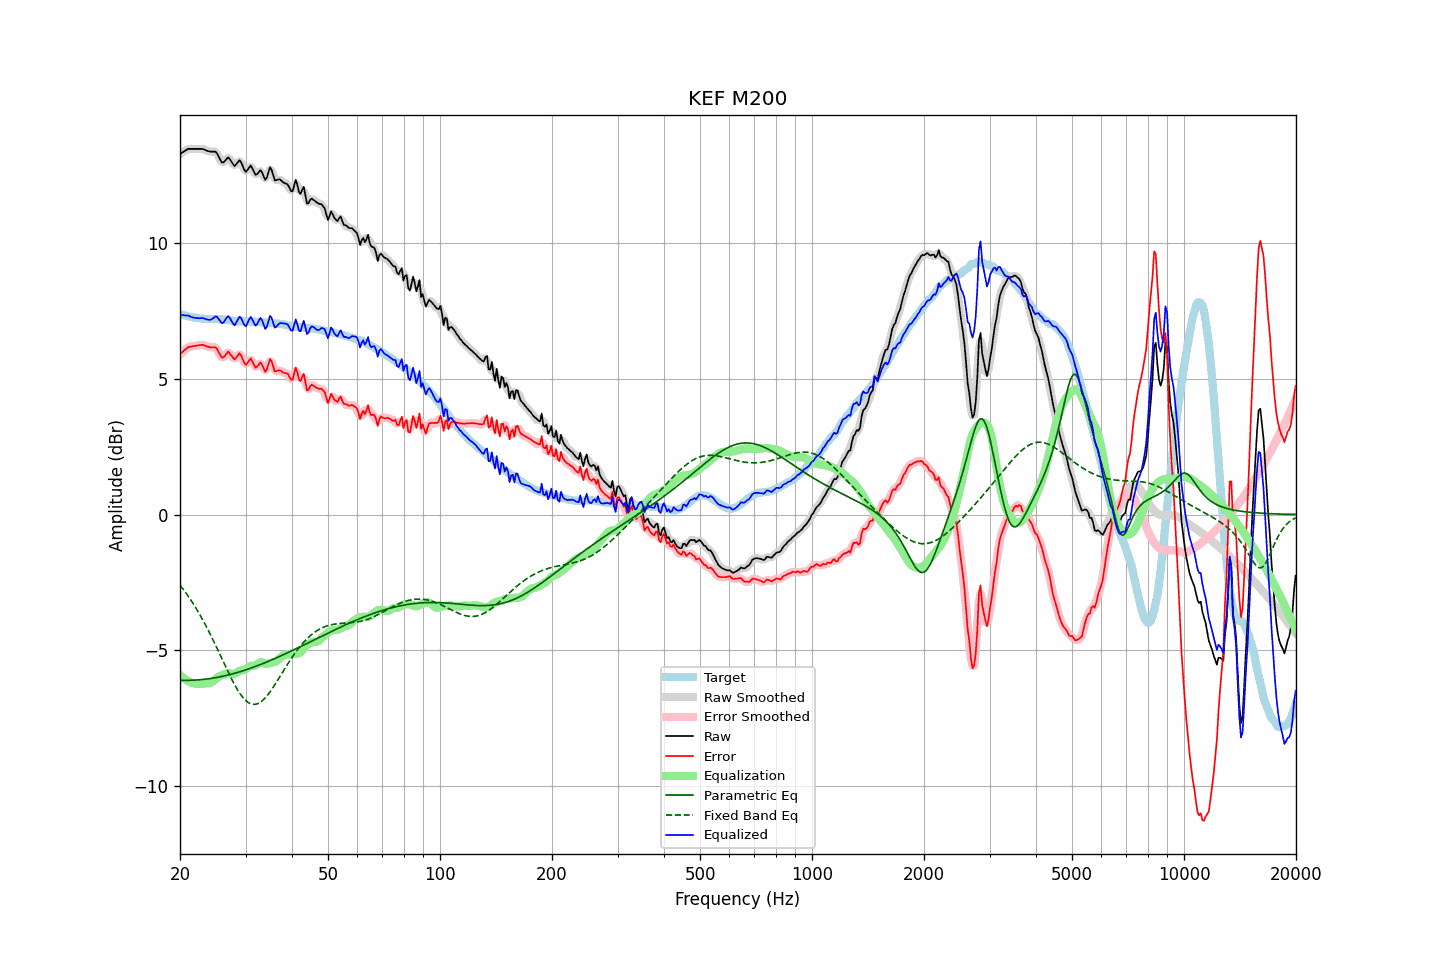 KEF M200
Amplitude (dBr)
10
5
0
−5
−10
Target
Raw Smoothed
Error Smoothed
Raw
Error
Equalization
Parametric Eq
Fixed Band Eq
Equalized
20
50
100
200
500
1000
2000
5000
10000
20000
Frequency (Hz)